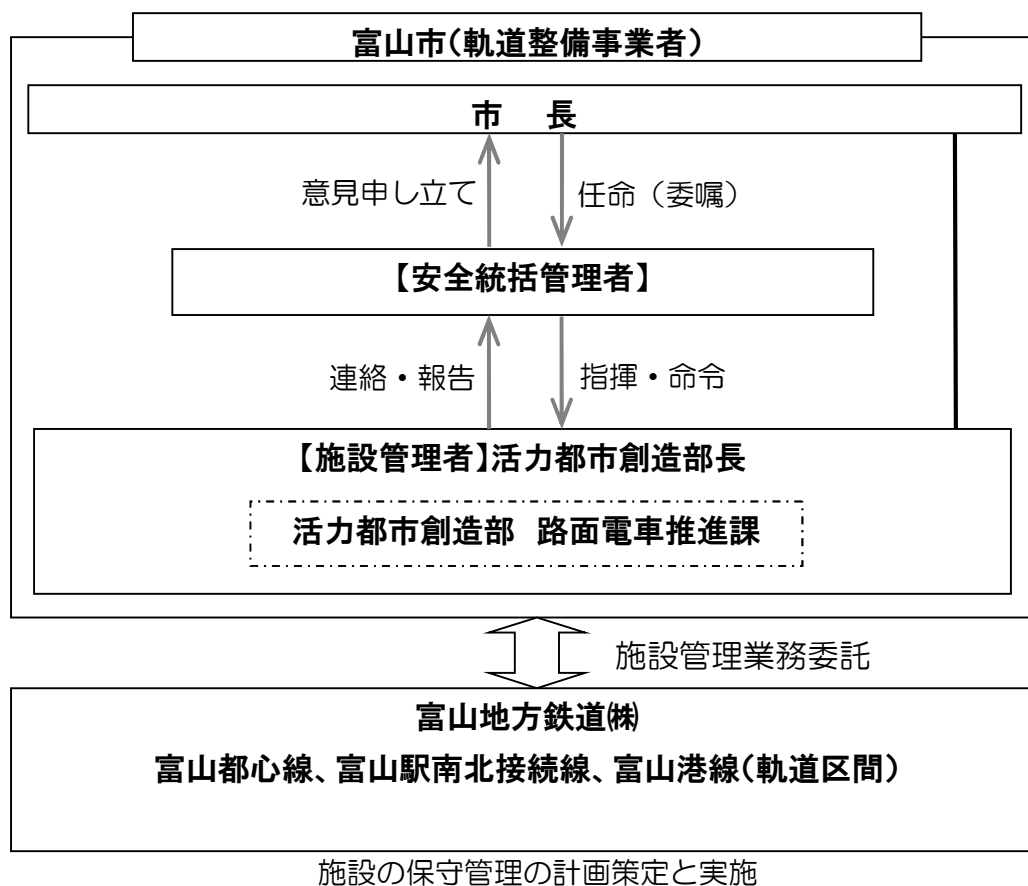 富山市(軌道整備事業者)
市 長
意見申し立て
任命(委嘱)
【安全統括管理者】
連絡・報告
指揮・命令
【施設管理者】活力都市創造部長
活力都市創造部 路面電車推進課
施設管理業務委託
富山地方鉄道㈱
富山都心線、富山駅南北接続線、富山港線(軌道区間)
施設の保守管理の計画策定と実施